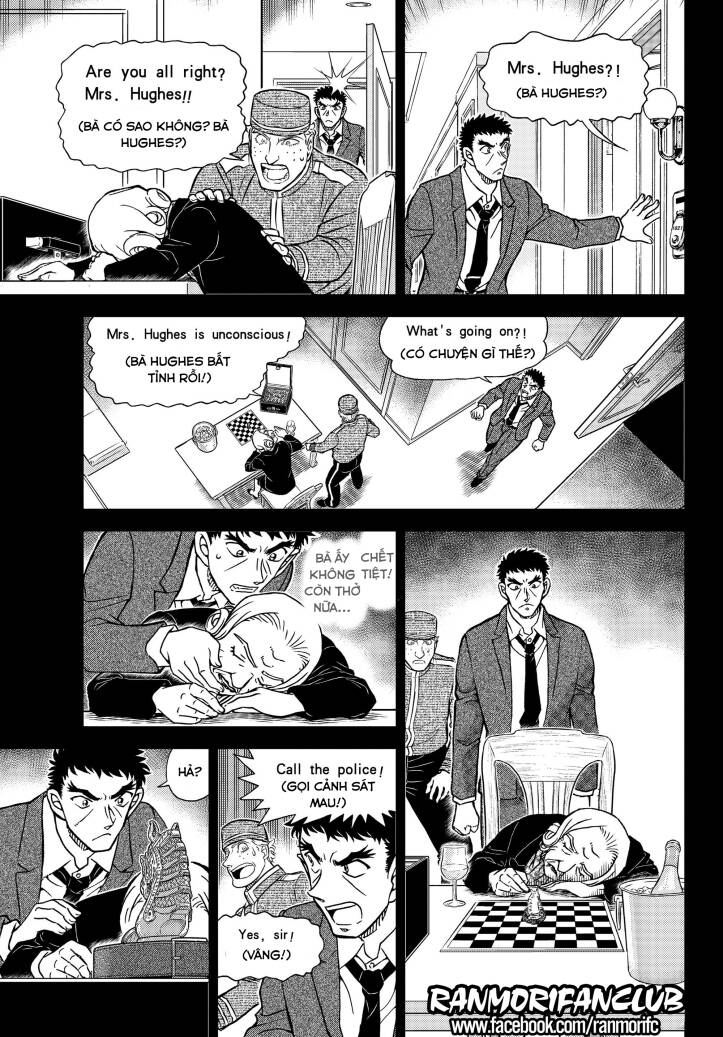 Mrs. Hughes?!
(BÀ HUGHES?)
1021
Are you all right?
Mrs. Hughes!!
(BÀ CÓ SAO KHÔNG? BÀ
HUGHES?)
What's going on?!
(CÓ CHUYỆN GÌ THẾ?)
Mrs. Hughes is unconscious!
(BÀ HUGHES BẤT
TỈNH RỒI!)
BÀ ẤY CHẾT
KHÔNG TIỆT!
CÒN THỞ
NỮA...
Call the police!
(GỌI CẢNH SÁT
MAU!)
Yes, sir!
(VÂNG!)
HẢ?
RANMORIFANCLUB
www.facebook.com/ranmorifc